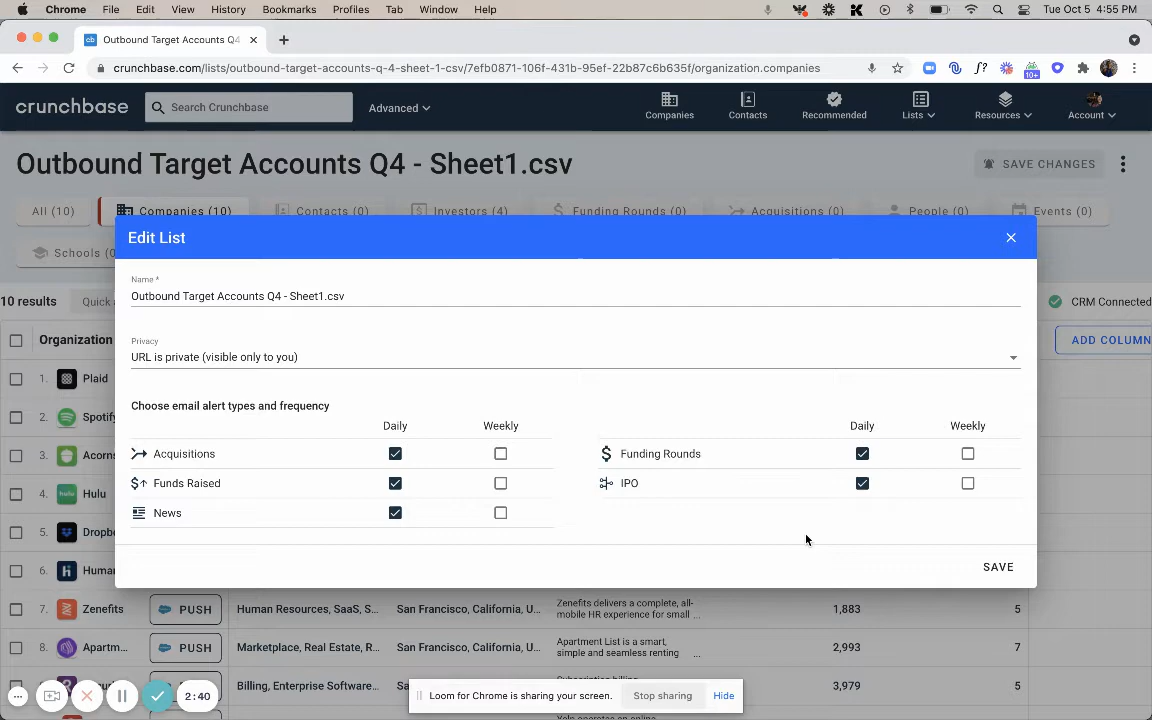 Chrome File Edit View History Bookmarks Profiles Tab Window Help Tue Oct 5 4:55 PM
cb Outbound Target Accounts Q4
crunchbase.com/lists/outbound-target-accounts-q-4-sheet-1-csv/7efb0871-106f-431b-95ef-22b87c6b635f/organization.companies
10+
crunchbase Search Crunchbase Advanced Companies Contacts Recommended Lists Resources Account
Outbound Target Accounts Q4 - Sheet1.csv SAVE CHANGES
All (10) Companies (10) Contacts (0) Investors (4) Funding Rounds (0) Acquisitions (0) People (0) Events (0)
Schools (0
Edit List
Name *
Outbound Target Accounts Q4 - Sheet1.csv
Privacy
URL is private (visible only to you)
Choose email alert types and frequency
Daily Weekly Daily Weekly
Acquisitions Funding Rounds
Funds Raised IPO
News
SAVE
10 results Quick CRM Connected
Organization ADD COLUMN
1. Plaid
2. Spotify
3. Acorns
4. hulu Hulu
5. Dropb
6. Huma
7. Zenefits PUSH Human Resources, SaaS, S... San Francisco, California, U... Zenefits delivers a complete, all-
mobile HR experience for small ... 1,883 5
8. Apartm... PUSH Marketplace, Real Estate, R... San Francisco, California, U... Apartment List is a smart,
simple and seamless renting ... 2,993 7
PUSH Billing, Enterprise Software... Sa 3,979 5
2:40
Loom for Chrome is sharing your screen. Stop sharing Hide